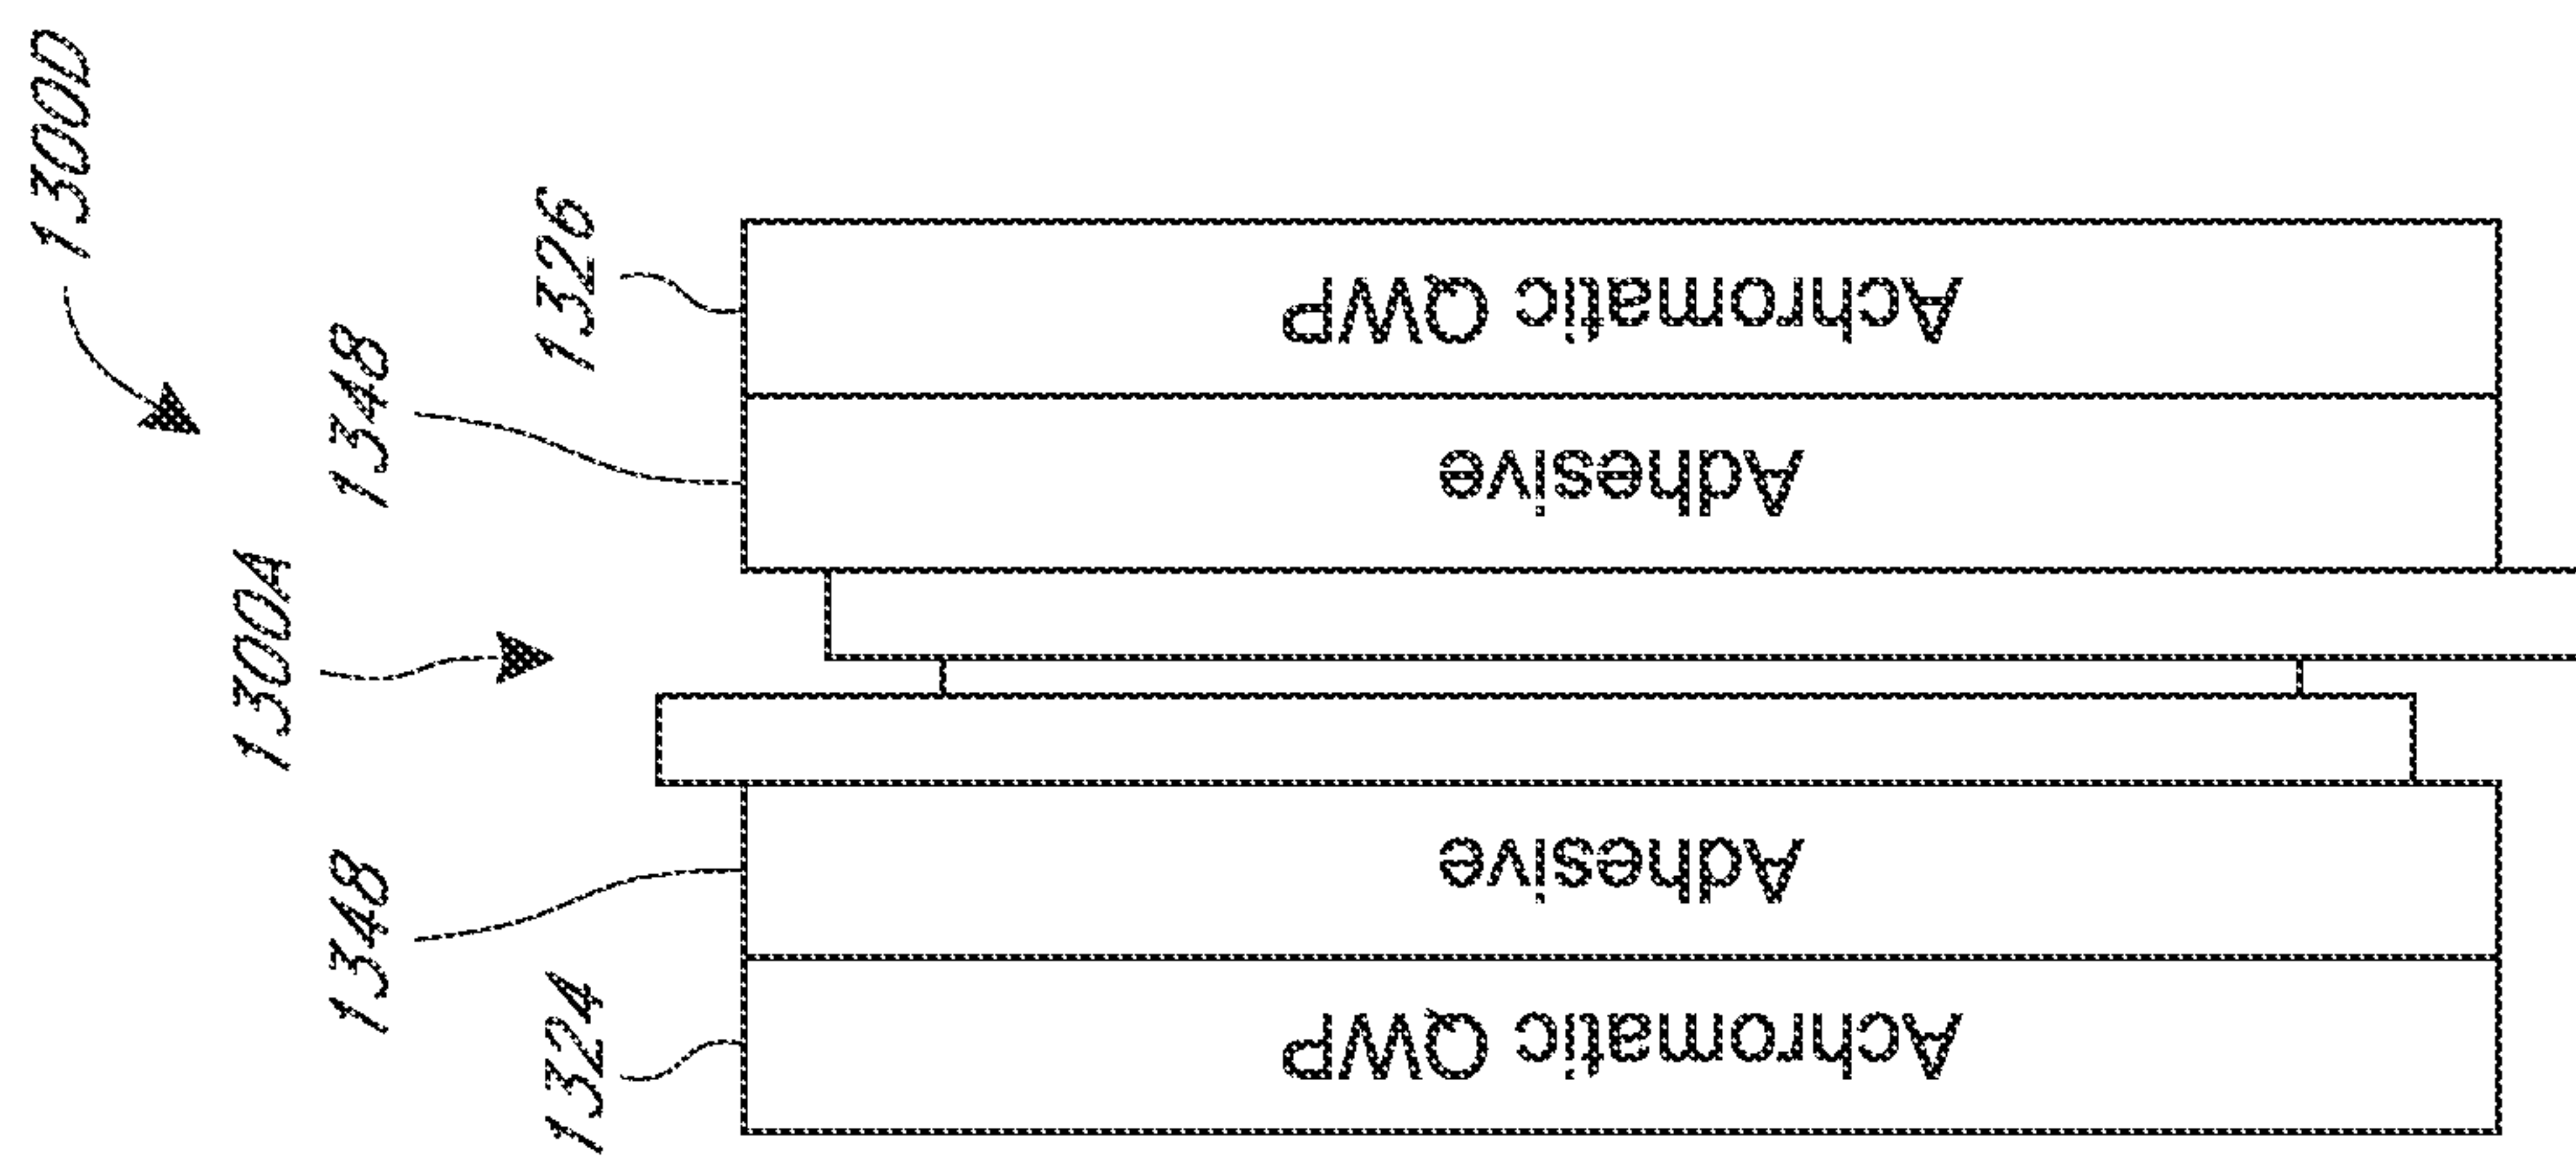 1300D
1326
Achromatic QWP
1348
Adhesive
1300A
1348
Adhesive
1324
Achromatic QWP